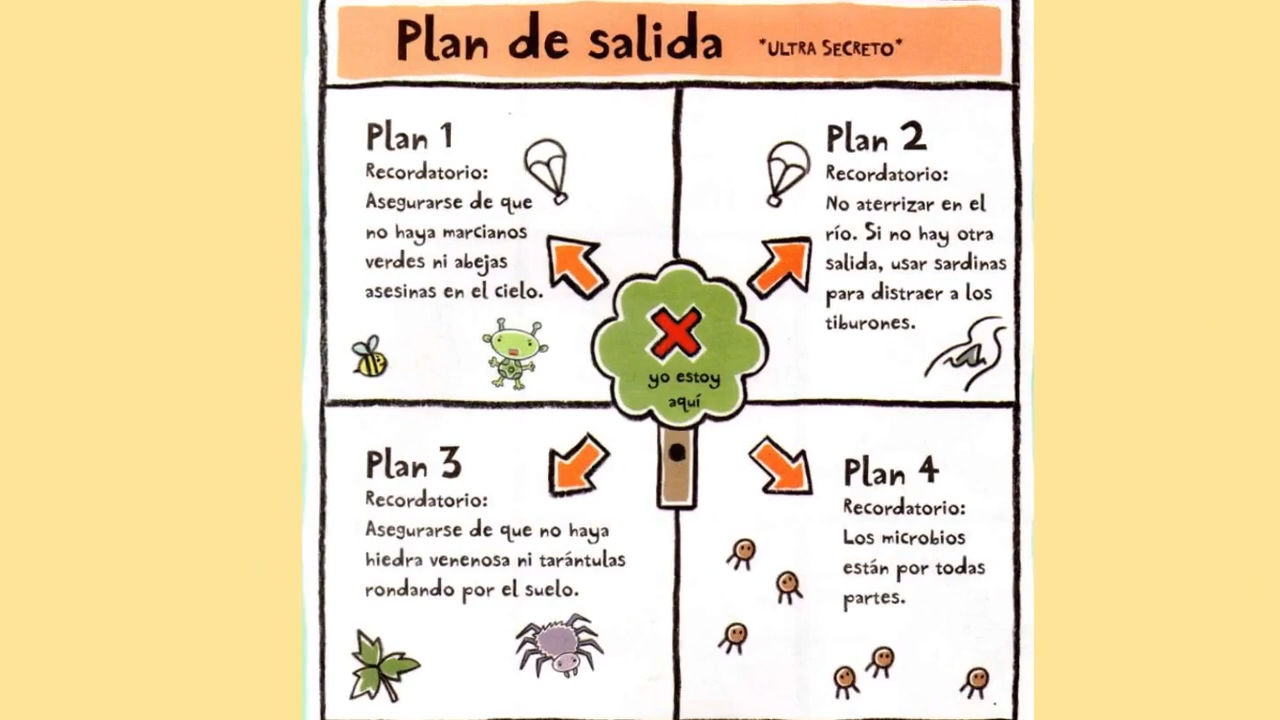 Plan de salida *ULTRA SECRETO*
Plan 1
Recordatorio:
Asegurarse de que
no haya marcianos
verdes ni abejas
asesinas en el cielo.
Plan 2
Recordatorio:
No aterrizar en el
río. Si no hay otra
salida, usar sardinas
para distraer a los
tiburones.
yo estoy
aquí
Plan 3
Recordatorio:
Asegurarse de que no haya
hiedra venenosa ni tarántulas
rondando por el suelo.
Plan 4
Recordatorio:
Los microbios
están por todas
partes.